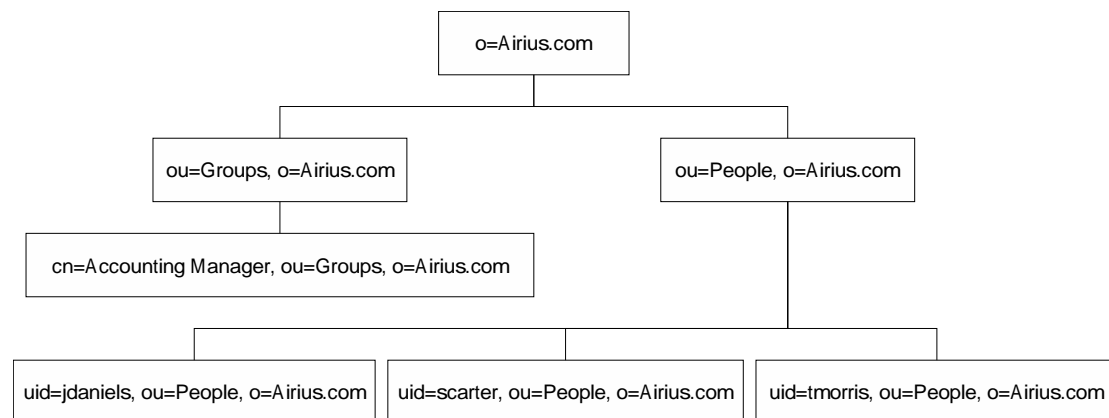 o=Airius.com
ou=Groups, o=Airius.com
ou=People, o=Airius.com
cn=Accounting Manager, ou=Groups, o=Airius.com
uid=jdaniels, ou=People, o=Airius.com
uid=scarter, ou=People, o=Airius.com
uid=tmorris, ou=People, o=Airius.com